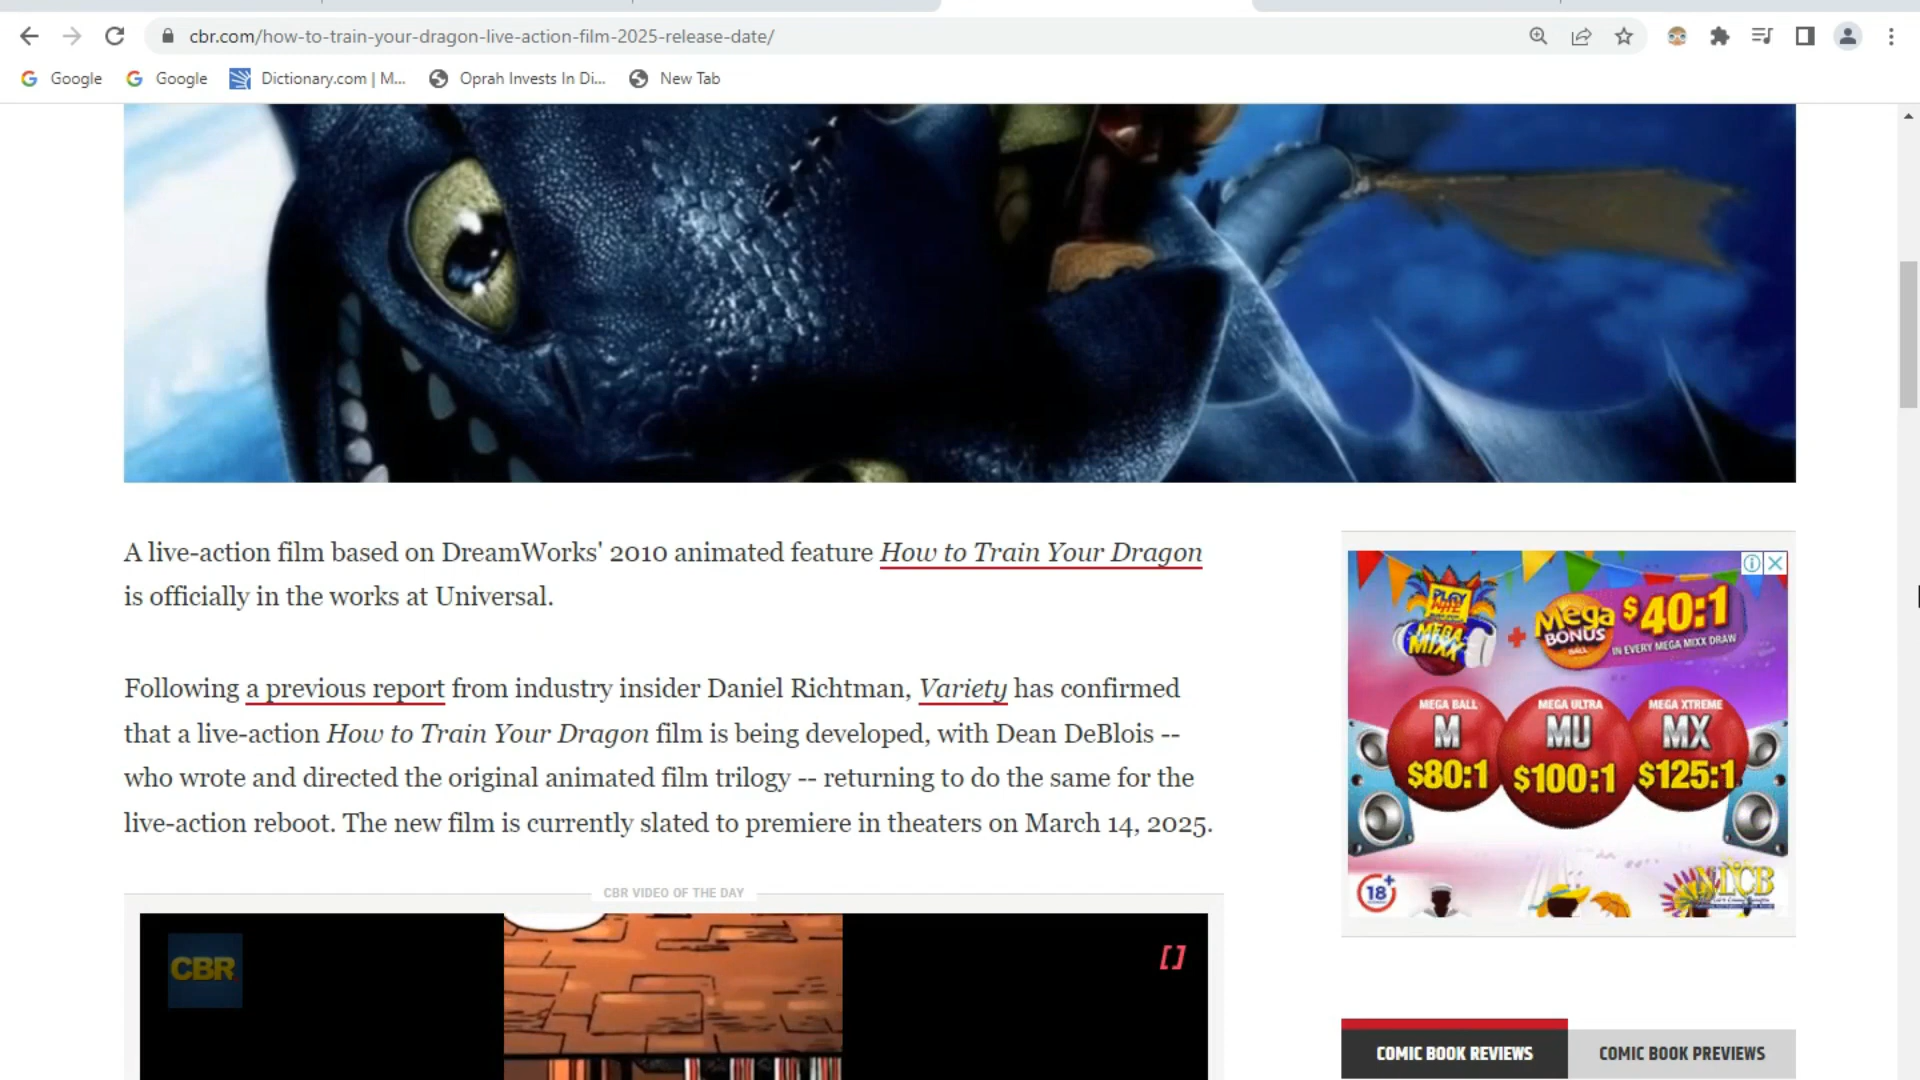 cbr.com/how-to-train-your-dragon-live-action-film-2025-release-date/
Google
Google
Dictionary.com | M...
Oprah Invests In Di...
New Tab
A live-action film based on DreamWorks' 2010 animated feature How to Train Your Dragon
is officially in the works at Universal.
Following a previous report from industry insider Daniel Richtman, Variety has confirmed
that a live-action How to Train Your Dragon film is being developed, with Dean DeBlois --
who wrote and directed the original animated film trilogy -- returning to do the same for the
live-action reboot. The new film is currently slated to premiere in theaters on March 14, 2025.
CBR VIDEO OF THE DAY
CBR
PLAY
WHE
MEGA
MIXX
+
Mega
BONUS
BALL
$40:1
IN EVERY MEGA MIXX DRAW
MEGA BALL
M
$80:1
MEGA ULTRA
MU
$100:1
MEGA XTREME
MX
$125:1
18+
NLCB
COMIC BOOK REVIEWS
COMIC BOOK PREVIEWS